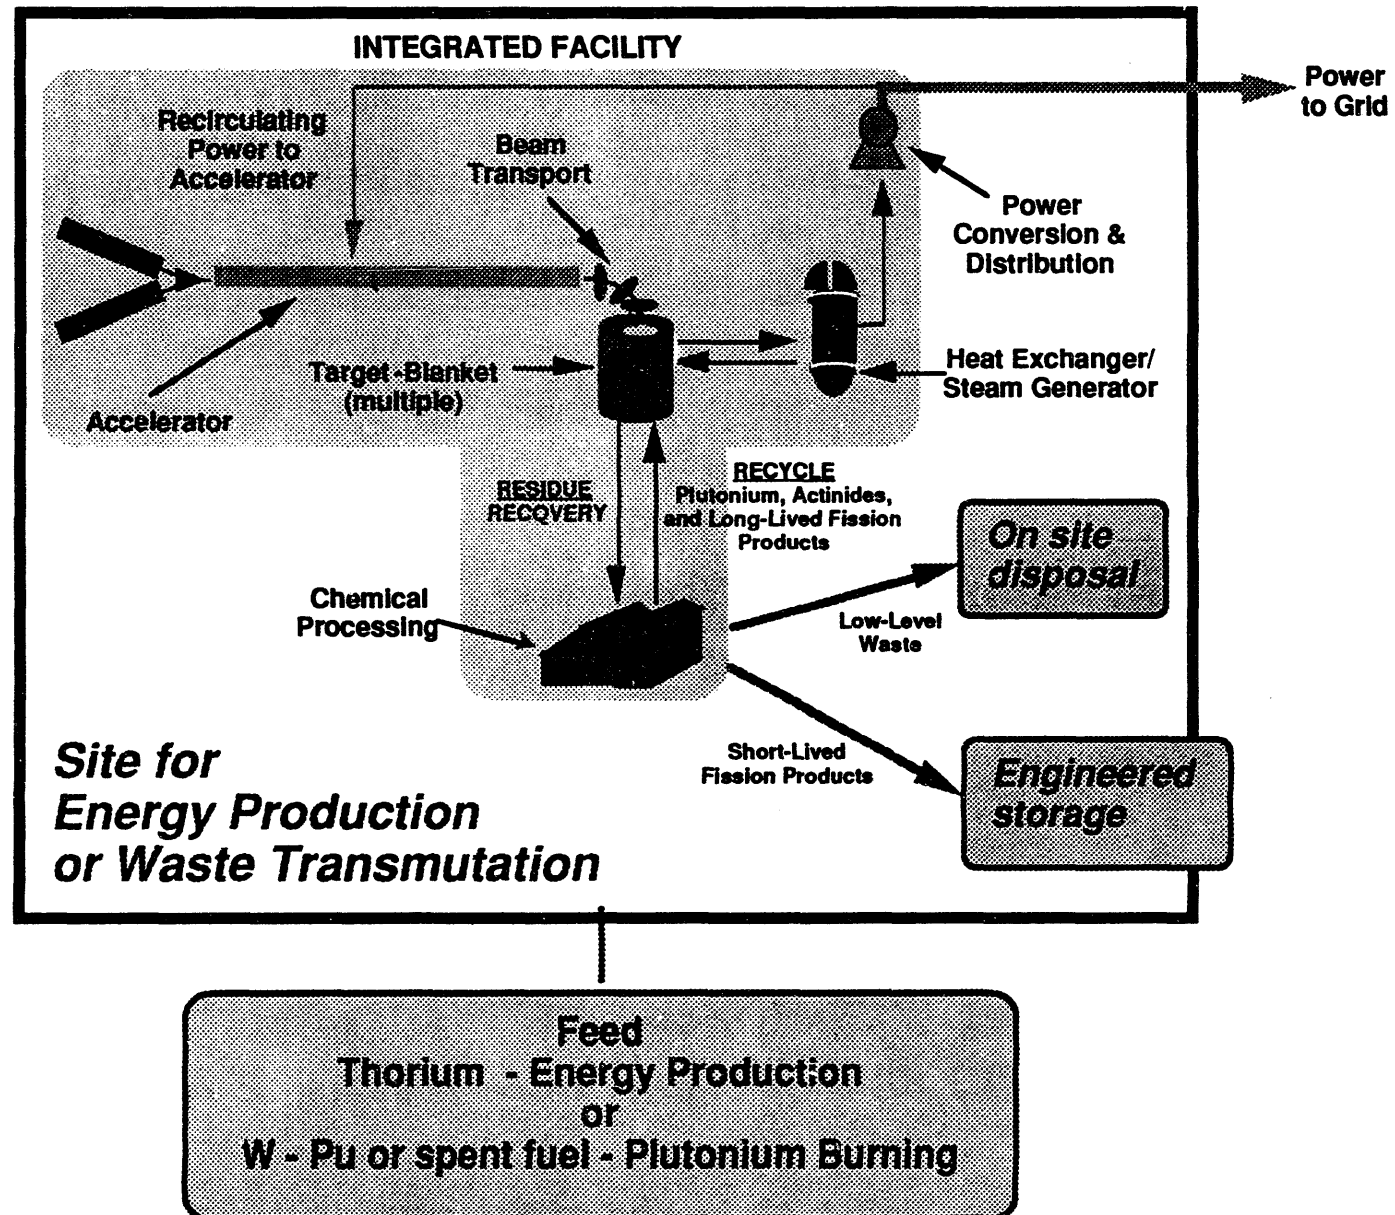 INTEGRATED FACILITY
Power
to Grid
Recirculating
Power to
Accelerator
Beam
Transport
Power
Conversion &
Distribution
Target-Blanket
(multiple)
Heat Exchanger/
Steam Generator
Accelerator
RESIDUE
RECOVERY
RECYCLE
Plutonium, Actinides,
and Long-Lived Fission
Products
On site
disposal
Chemical
Processing
Low-Level
Waste
Short-Lived
Fission Products
Engineered
storage
Site for
Energy Production
or Waste Transmutation
Feed
Thorium - Energy Production
or
W - Pu or spent fuel - Plutonium Burning